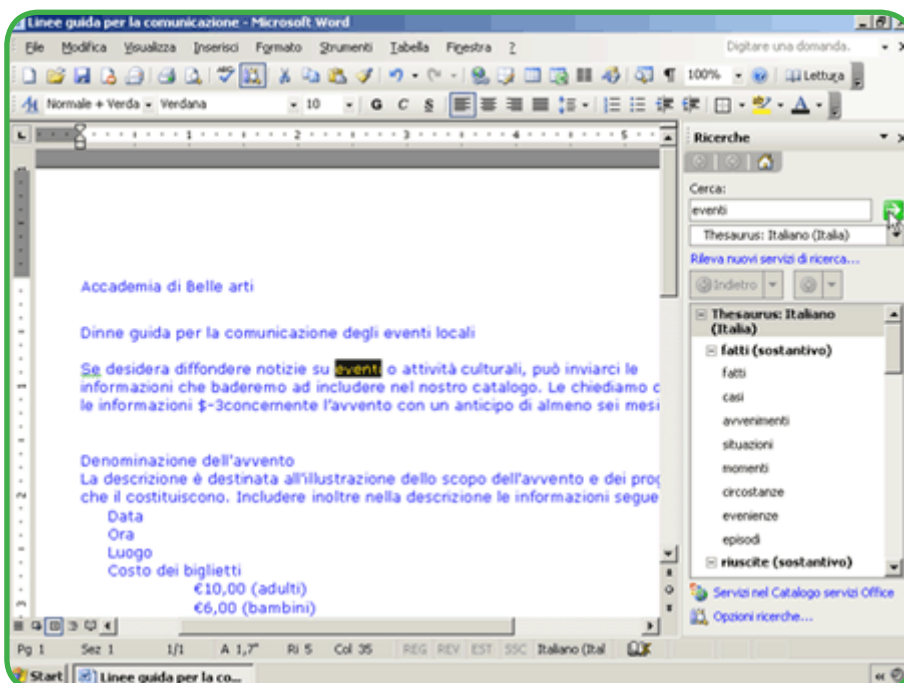 Linee guida per la comunicazione - Microsoft Word
File Modifica Visualizza Inserisci Formato Strumenti Tabella Finestra ? Digitare una domanda.
100% Lettura
Normale + Verda Verdana 10 G C S
1 2 3 4 5
Ricerche
Cerca:
eventi
Thesaurus: Italiano (Italia)
Rileva nuovi servizi di ricerca...
Indietro
Thesaurus: Italiano
(Italia)
fatti (sostantivo)
fatti
casi
avvenimenti
situazioni
momenti
circostanze
evenienze
episodi
riuscite (sostantivo)
Servizi nel Catalogo servizi Office
Opzioni ricerche...
Accademia di Belle arti
Dinne guida per la comunicazione degli eventi locali
Se desidera diffondere notizie su eventi o attività culturali, può inviarci le
informazioni che baderemo ad includere nel nostro catalogo. Le chiediamo c
le informazioni $-3concernente l'avvento con un anticipo di almeno sei mesi
Denominazione dell'avvento
La descrizione è destinata all'illustrazione dello scopo dell'avvento e dei prog
che il costituiscono. Includere inoltre nella descrizione le informazioni segue
Data
Ora
Luogo
Costo dei biglietti
€10,00 (adulti)
€6,00 (bambini)
Pg 1 Sez 1 1/1 A 1,7" Ri 5 Col 35 REG REV EST SSC Italiano (Ital
Start Linee guida per la co...